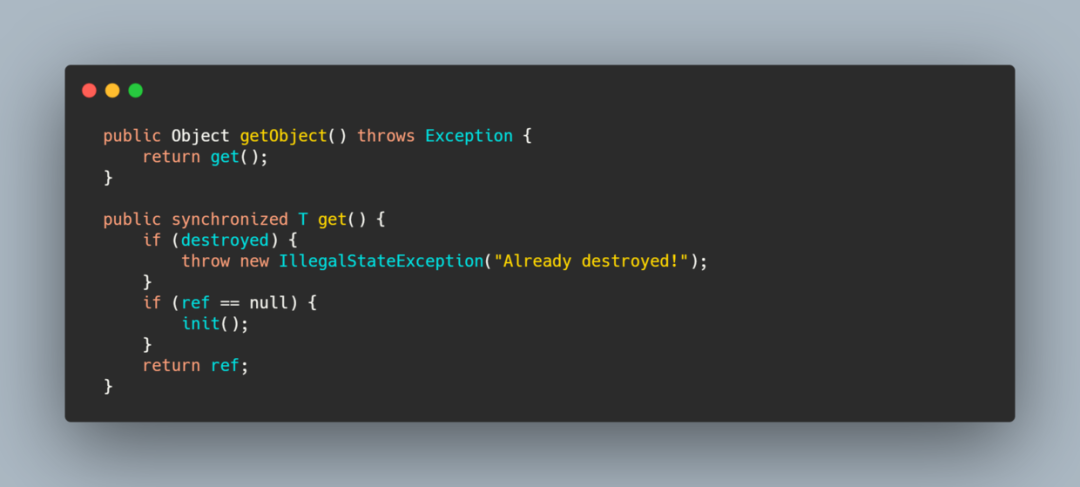 public Object getObject() throws Exception {
    return get();
}

public synchronized T get() {
    if (destroyed) {
        throw new IllegalStateException("Already destroyed!");
    }
    if (ref == null) {
        init();
    }
    return ref;
}